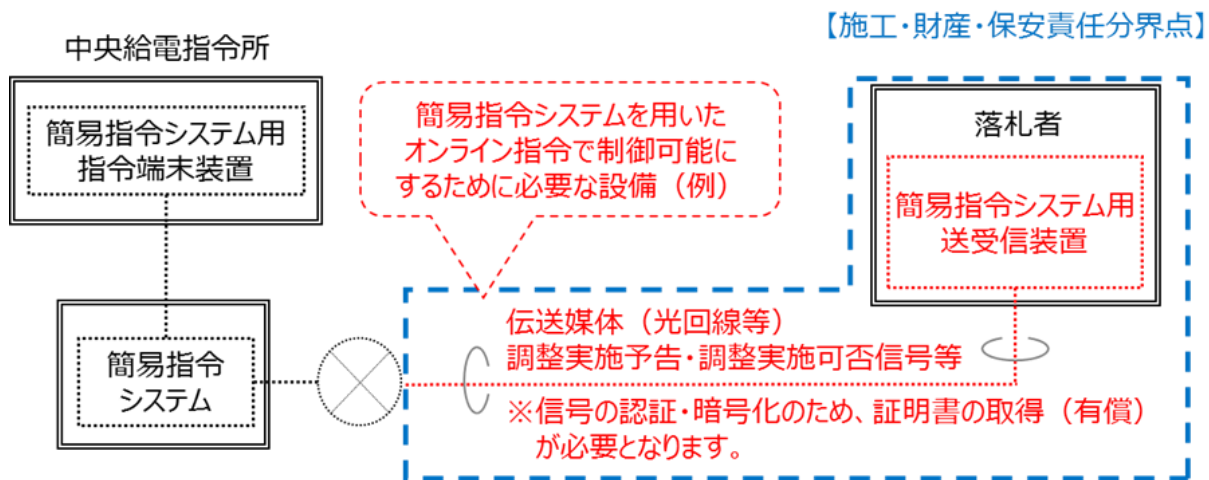 【施工・財産・保安責任分界点】
中央給電指令所
簡易指令システム用
指令端末装置
簡易指令システムを用いた
オンライン指令で制御可能に
するために必要な設備（例）
落札者
簡易指令システム用
送受信装置
簡易指令
システム
伝送媒体（光回線等）
調整実施予告・調整実施可否信号等
※信号の認証・暗号化のため、証明書の取得（有償）
が必要となります。